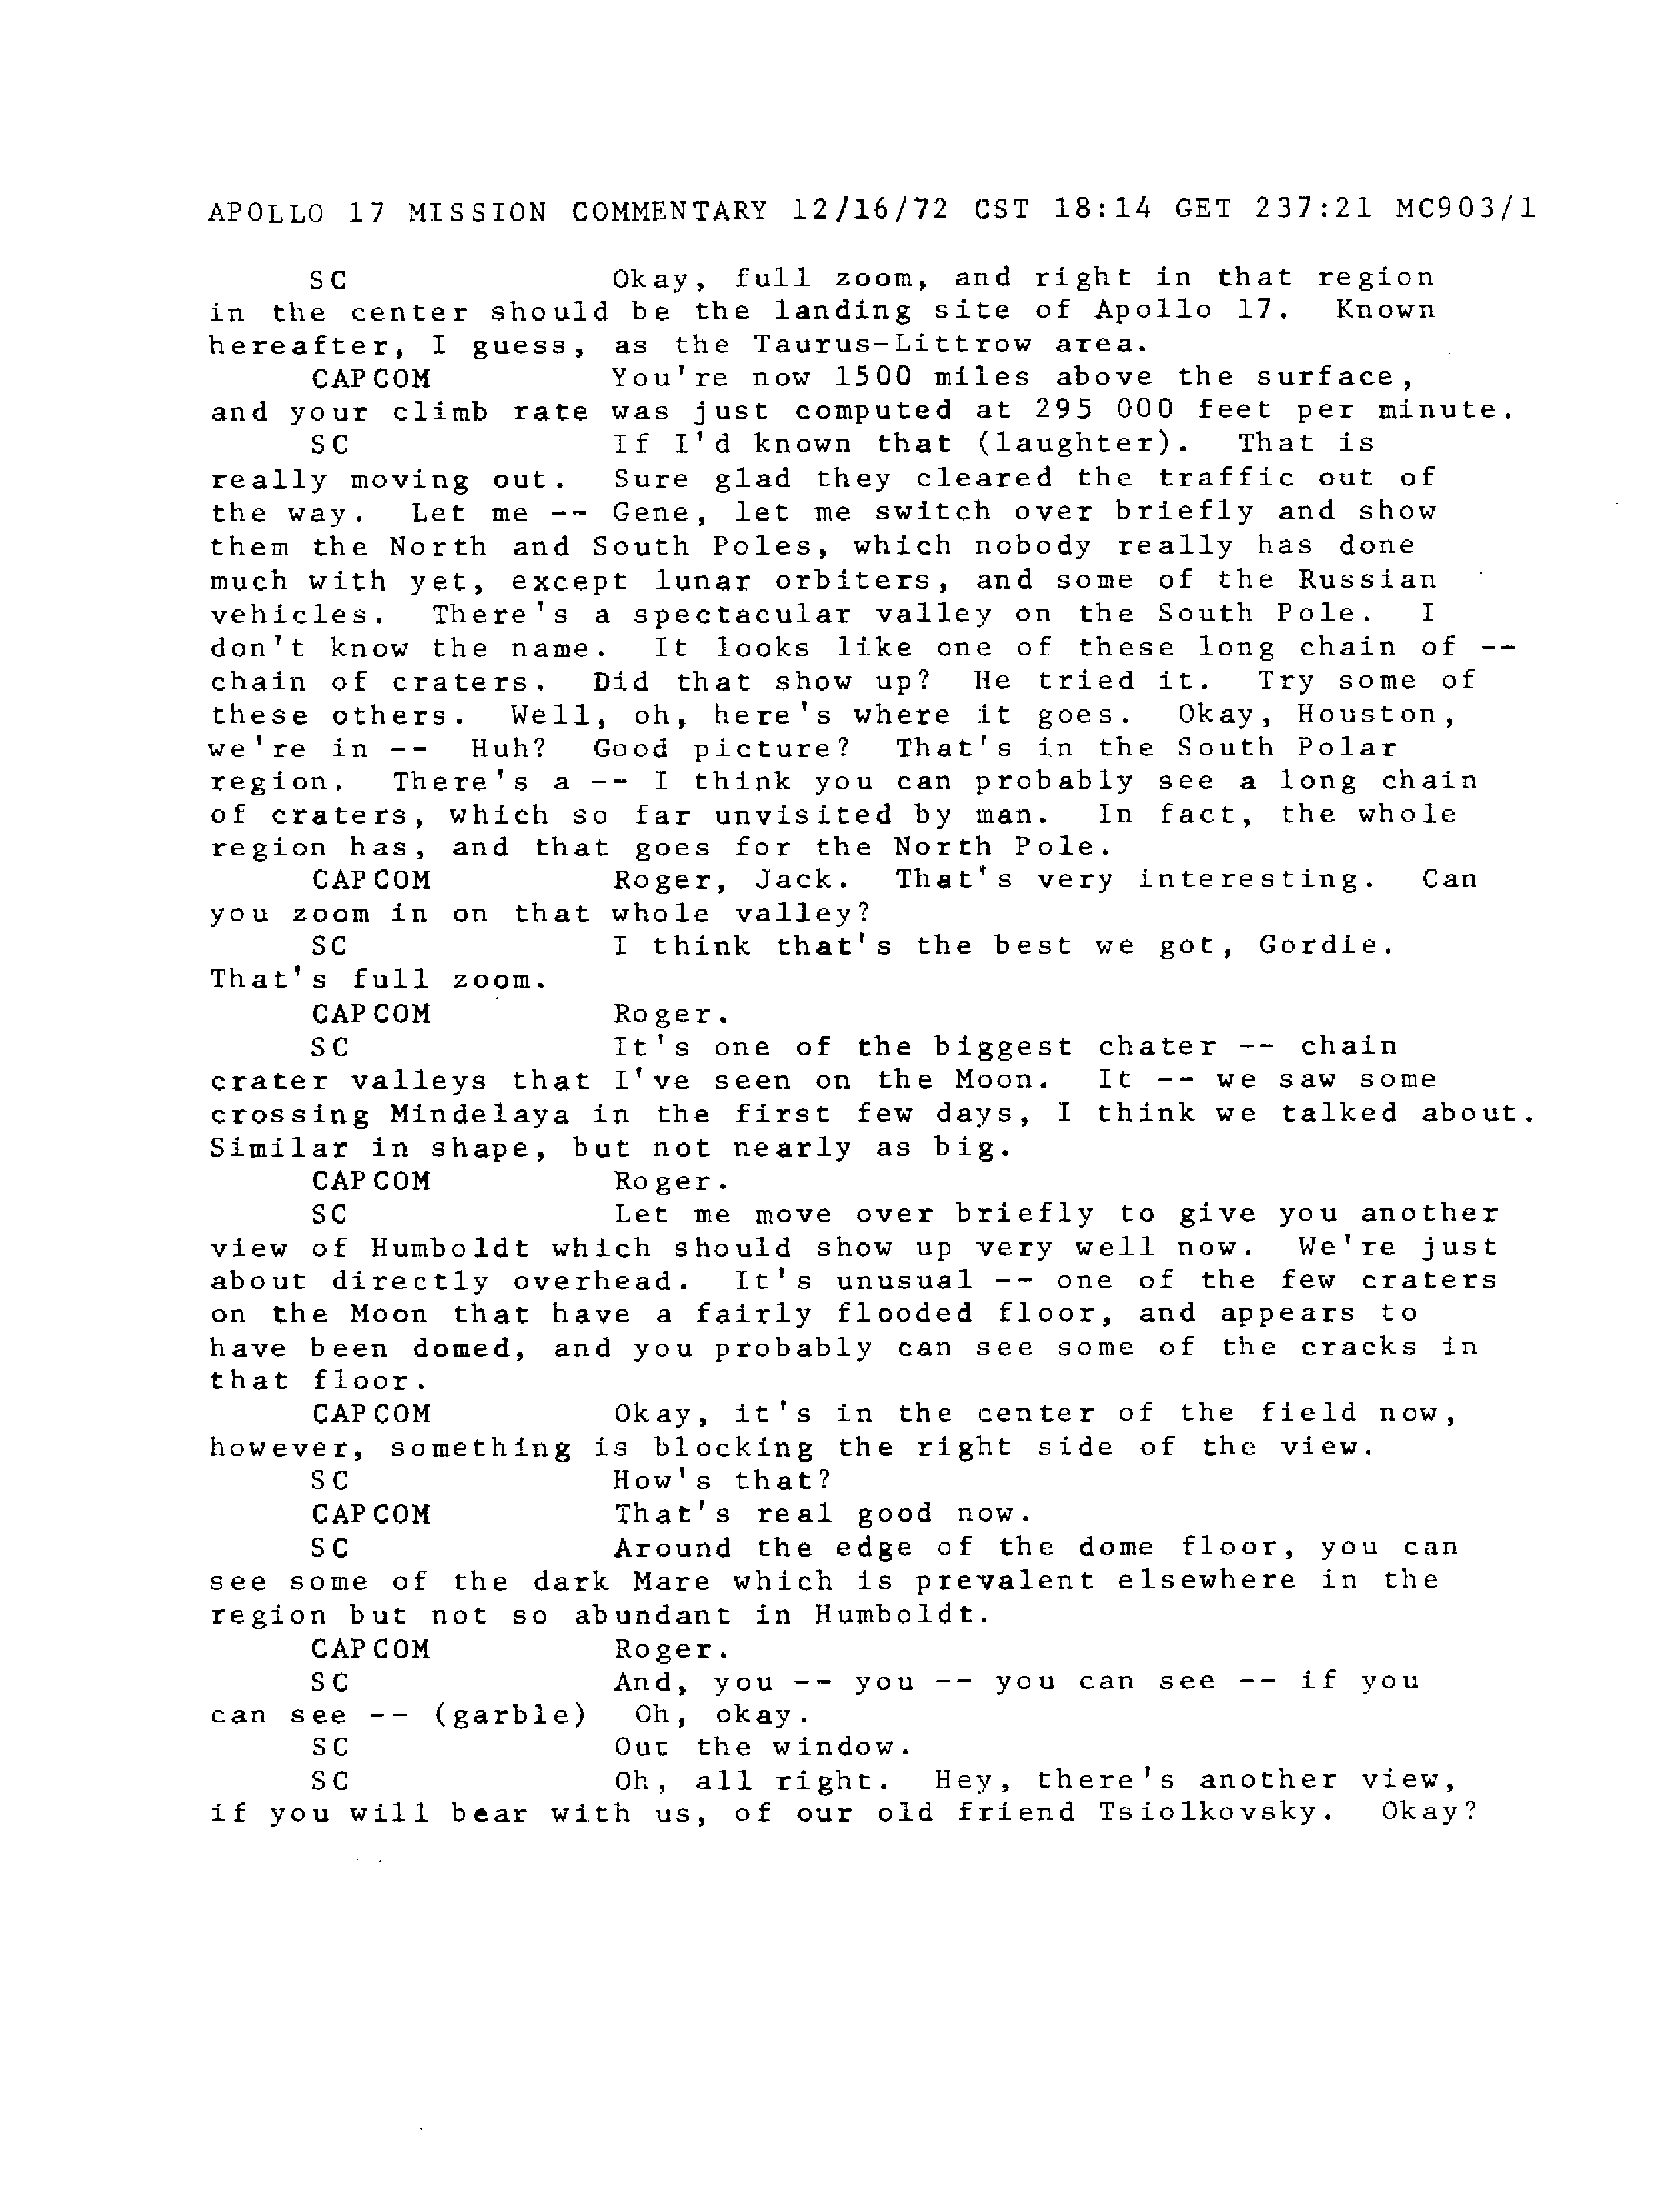 APOLLO 17 MISSION COMMENTARY 12/16/72 CST 18:14 GET 237:21 MC903/1
SC Okay, full zoom, and right in that region
in the center should be the landing site of Apollo 17. Known
hereafter, I guess, as the Taurus-Littrow area.
CAPCOM You're now 1500 miles above the surface,
and your climb rate was just computed at 295 000 feet per minute.
SC If I'd known that (laughter). That is
really moving out. Sure glad they cleared the traffic out of
the way. Let me -- Gene, let me switch over briefly and show
them the North and South Poles, which nobody really has done
much with yet, except lunar orbiters, and some of the Russian
vehicles. There's a spectacular valley on the South Pole. I
don't know the name. It looks like one of these long chain of --
chain of craters. Did that show up? He tried it. Try some of
these others. Well, oh, here's where it goes. Okay, Houston,
we're in -- Huh? Good picture? That's in the South Polar
region. There's a -- I think you can probably see a long chain
of craters, which so far unvisited by man. In fact, the whole
region has, and that goes for the North Pole.
CAPCOM Roger, Jack. That's very interesting. Can
you zoom in on that whole valley?
SC I think that's the best we got, Gordie.
That's full zoom.
CAPCOM Roger.
SC It's one of the biggest chater -- chain
crater valleys that I've seen on the Moon. It -- we saw some
crossing Mindelaya in the first few days, I think we talked about.
Similar in shape, but not nearly as big.
CAPCOM Roger.
SC Let me move over briefly to give you another
view of Humboldt which should show up very well now. We're just
about directly overhead. It's unusual -- one of the few craters
on the Moon that have a fairly flooded floor, and appears to
have been domed, and you probably can see some of the cracks in
that floor.
CAPCOM Okay, it's in the center of the field now,
however, something is blocking the right side of the view.
SC How's that?
CAPCOM That's real good now.
SC Around the edge of the dome floor, you can
see some of the dark Mare which is prevalent elsewhere in the
region but not so abundant in Humboldt.
CAPCOM Roger.
SC And, you -- you -- you can see -- if you
can see -- (garble) Oh, okay.
SC Out the window.
SC Oh, all right. Hey, there's another view,
if you will bear with us, of our old friend Tsiolkovsky. Okay?